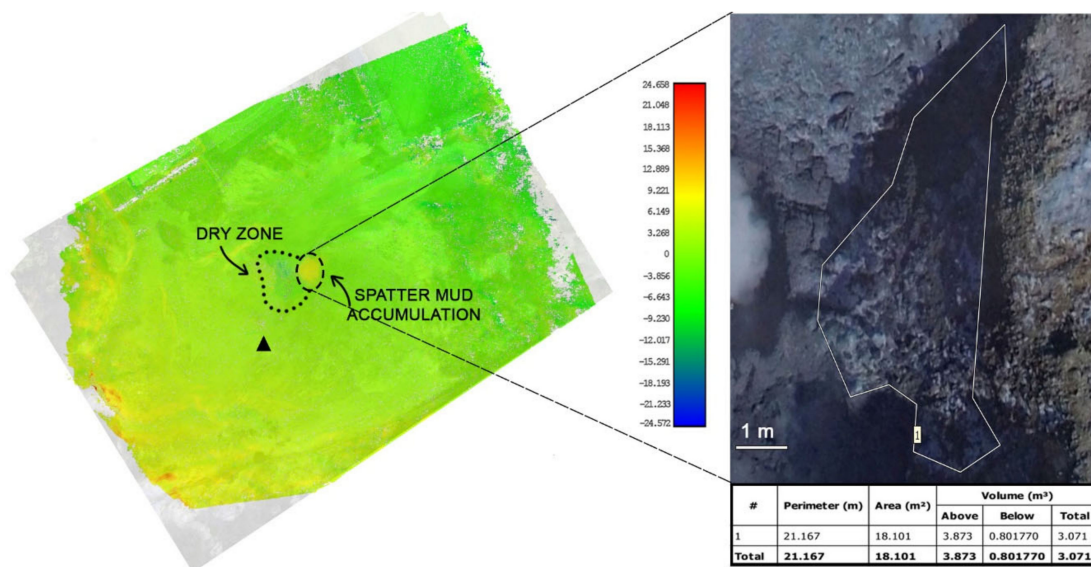 DRY ZONE
SPATTER MUD
ACCUMULATION
24.658
21.048
18.113
15.368
12.889
9.221
6.149
3.268
0
-3.856
-6.643
-9.230
-12.017
-15.291
-18.193
-21.233
-24.572
1
1 m
# Perimeter (m) Area (m²) Volume (m³)
Above Below Total
1 21.167 18.101 3.873 0.801770 3.071
Total 21.167 18.101 3.873 0.801770 3.071